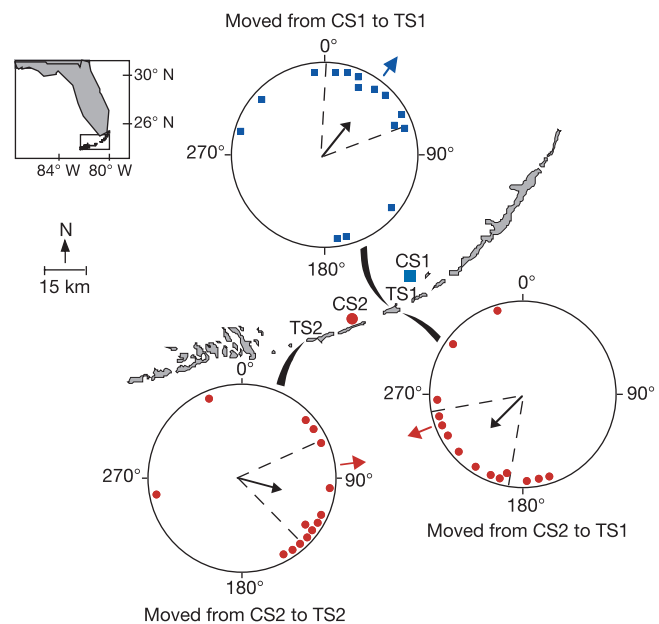 Moved from CS1 to TS1
0°
30° N
26° N
84° W 80° W
270°
90°
180°
N
15 km
CS1
TS1
CS2
TS2
0°
270°
90°
180°
Moved from CS2 to TS1
0°
270°
90°
180°
Moved from CS2 to TS2